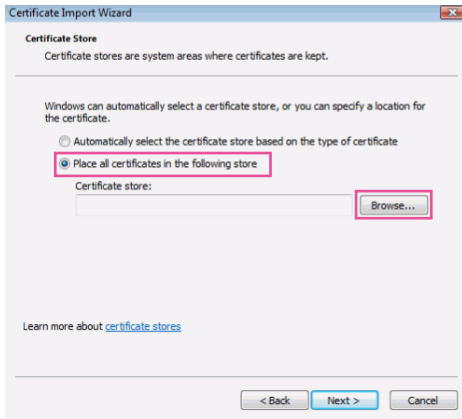 Certificate Import Wizard
Certificate Store
Certificate stores are system areas where certificates are kept.
Windows can automatically select a certificate store, or you can specify a location for
the certificate.
Automatically select the certificate store based on the type of certificate
Place all certificates in the following store
Certificate store:
Browse...
Learn more about certificate stores
< Back Next > Cancel